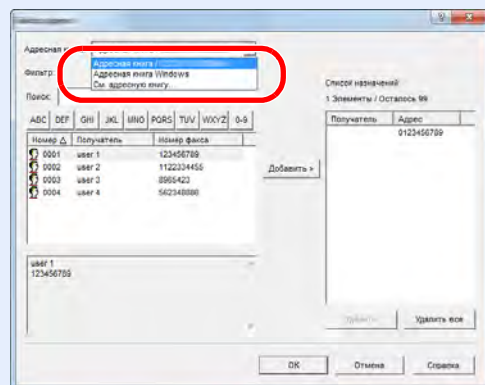 Адресная к
Адресная книга /
Адресная книга Windows
См. адресную книгу
Фильтр:
Поиск:
ABC DEF GHI JKL MNO PQRS TUV WXYZ 0-9
Номер Получатель Номер факса
0001 user 1 123456789
0002 user 2 1122334455
0003 user 3 8965423
0004 user 4 562348886
user 1
123456789
Добавить >
Список назначений
1 Элементы / Осталось 99
Получатель Адрес
0123456789
Удалить Удалить все
OK Отмена Справка